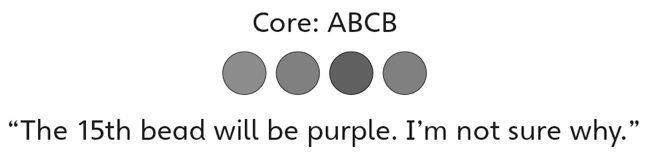 Core: ABCB
“The 15th bead will be purple. I’m not sure why.”